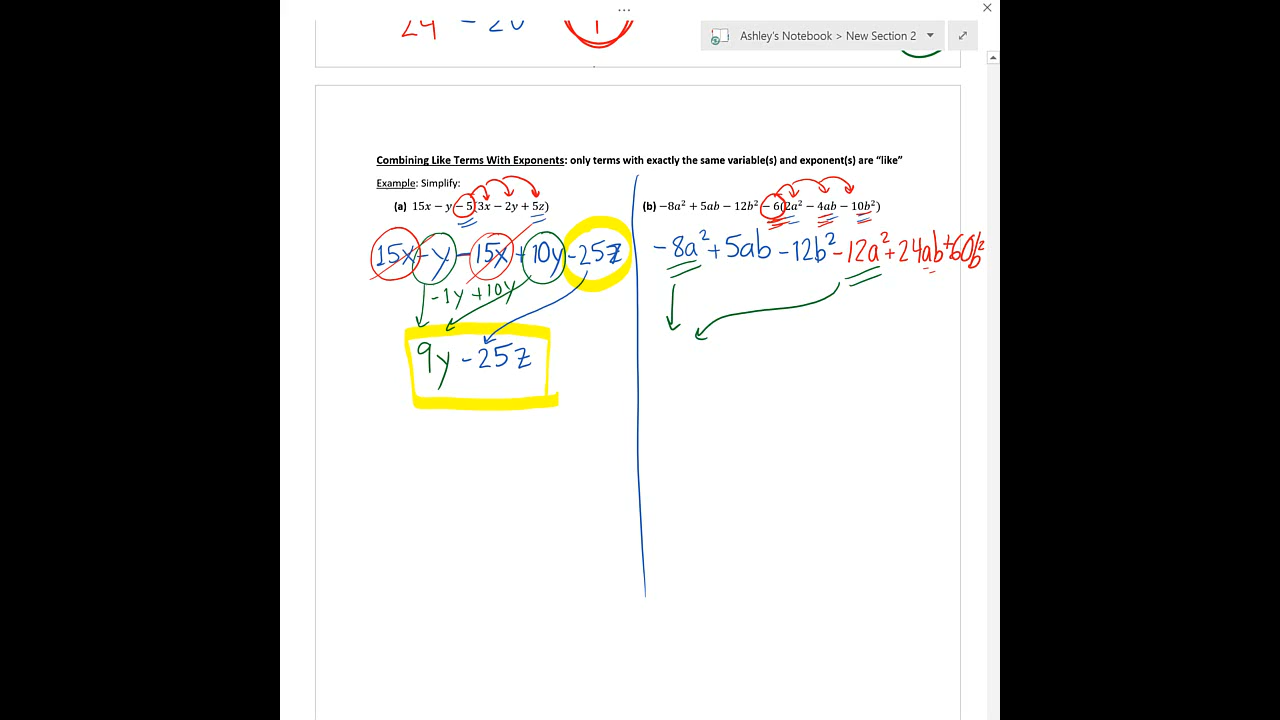 24 - 20 1
Ashley's Notebook > New Section 2
Combining Like Terms With Exponents: only terms with exactly the same variable(s) and exponent(s) are “like”
Example: Simplify:
(a) 15x − y − 5(3x − 2y + 5z)
15x - y - 15x + 10y - 25z
-1y + 10y
9y - 25z
(b) −8a² + 5ab − 12b² − 6(2a² − 4ab − 10b²)
-8a² + 5ab - 12b² - 12a² + 24ab + 60b²